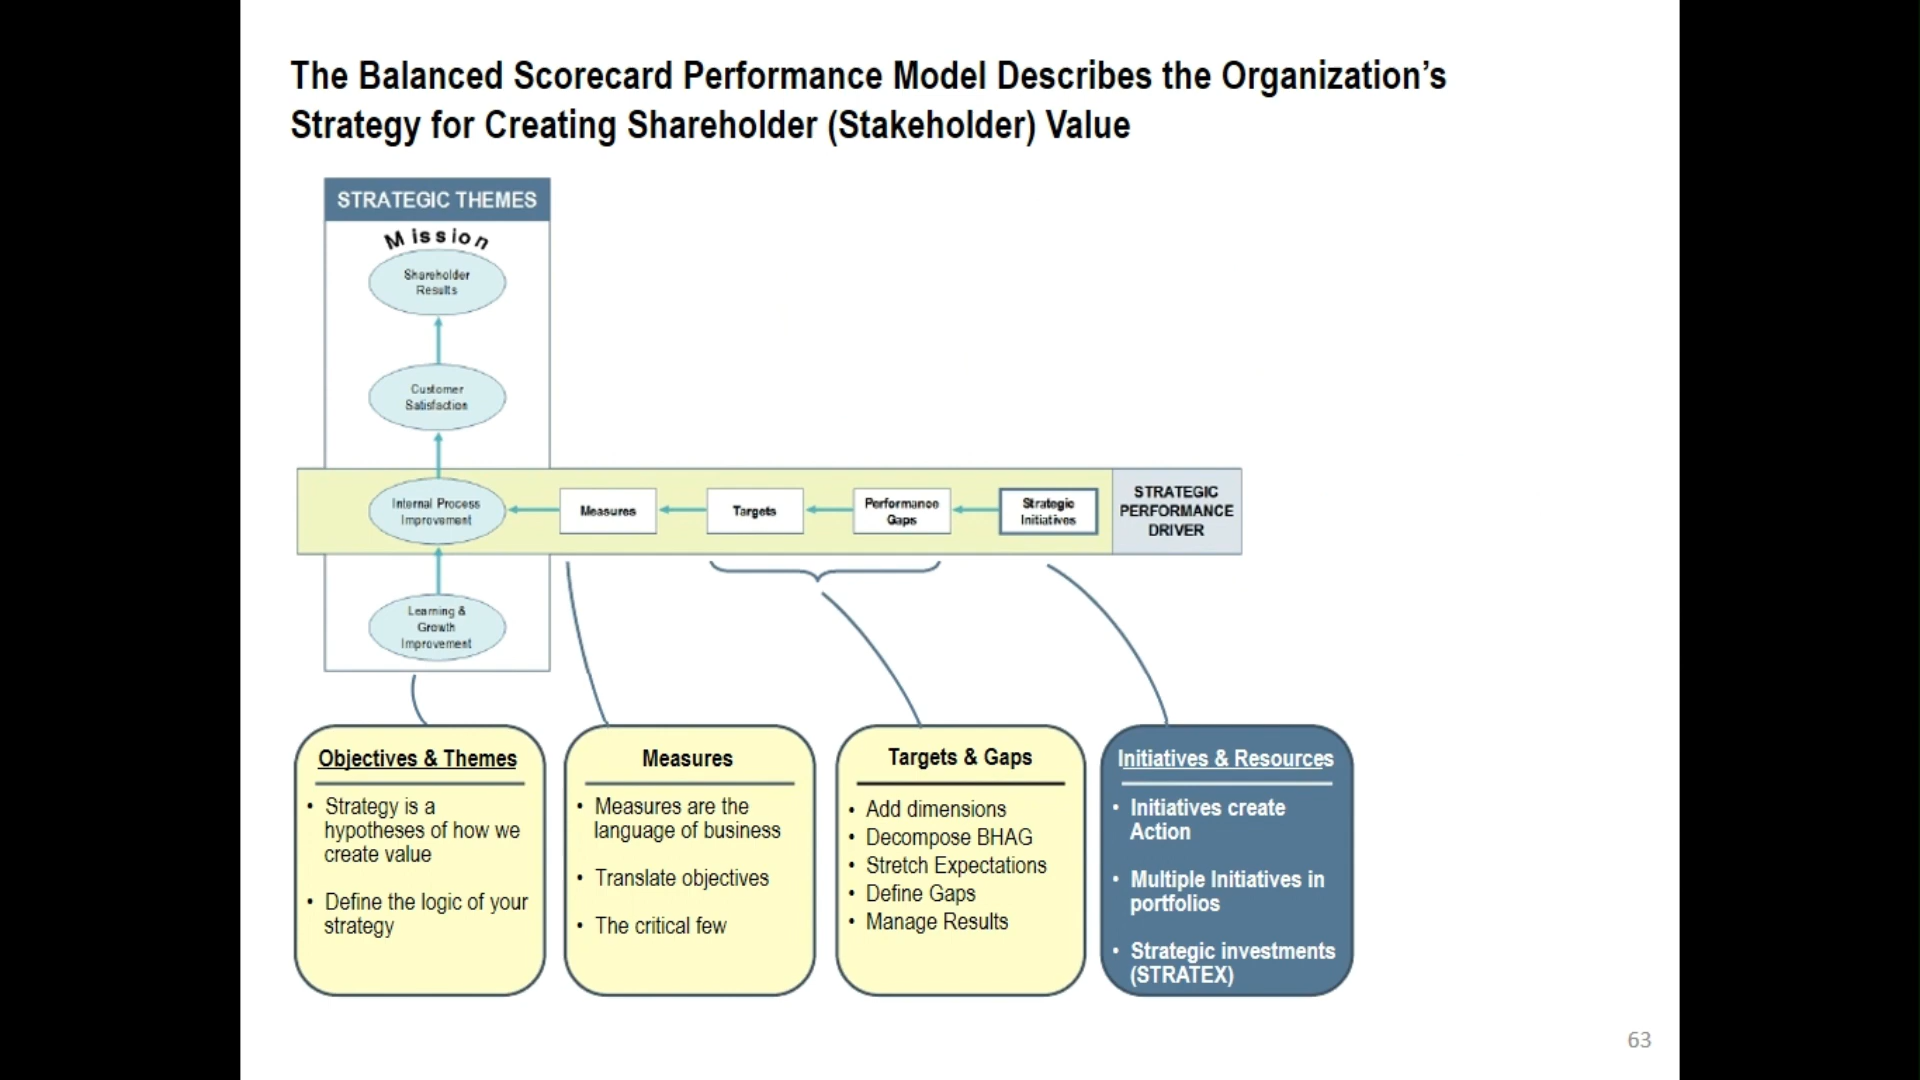 The Balanced Scorecard Performance Model Describes the Organization's
Strategy for Creating Shareholder (Stakeholder) Value
STRATEGIC THEMES
Mission
Shareholder
Results
Customer
Satisfaction
Internal Process
Improvement
Measures
Targets
Performance
Gaps
Strategic
Initiatives
STRATEGIC
PERFORMANCE
DRIVER
Learning &
Growth
Improvement
Objectives & Themes
• Strategy is a
hypotheses of how we
create value
• Define the logic of your
strategy
Measures
• Measures are the
language of business
• Translate objectives
• The critical few
Targets & Gaps
• Add dimensions
• Decompose BHAG
• Stretch Expectations
• Define Gaps
• Manage Results
Initiatives & Resources
• Initiatives create
Action
• Multiple Initiatives in
portfolios
• Strategic investments
(STRATEX)
63